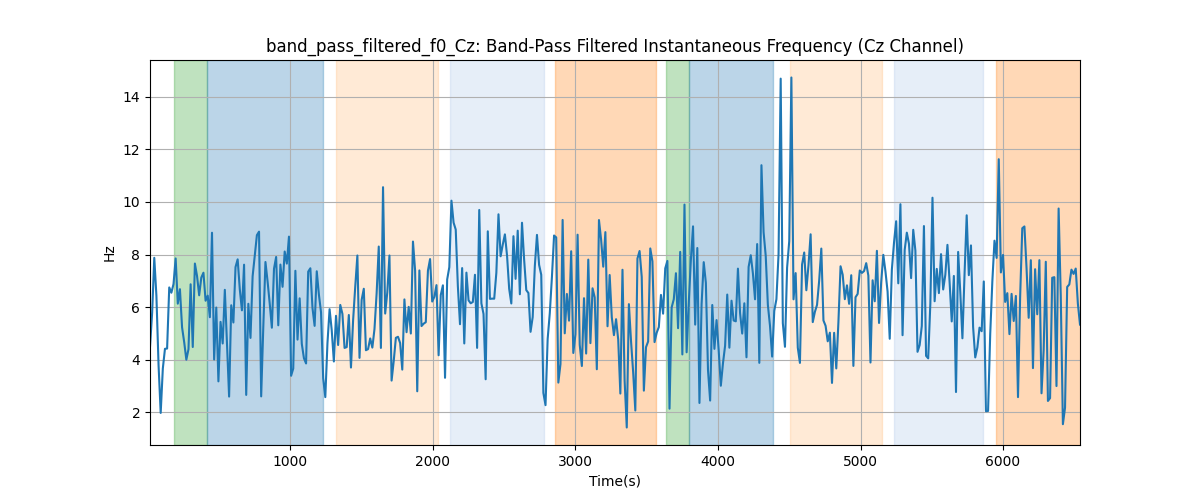 band_pass_filtered_f0_Cz: Band-Pass Filtered Instantaneous Frequency (Cz Channel)
14
12
10
8
6
4
2
Hz
1000 2000 3000 4000 5000 6000
Time(s)